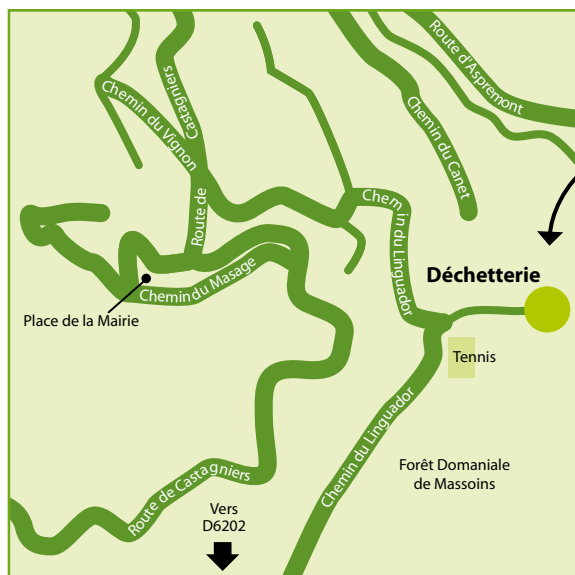 Route d'Aspremont
Castagniers
Chemin du Vignon
Chemin du Canet
Route de
Chemin du Linguador
Déchetterie
Chemin du Masage
Place de la Mairie
Tennis
Chemin du Linguador
Forêt Domaniale
de Massoins
Route de Castagniers
Vers
D6202